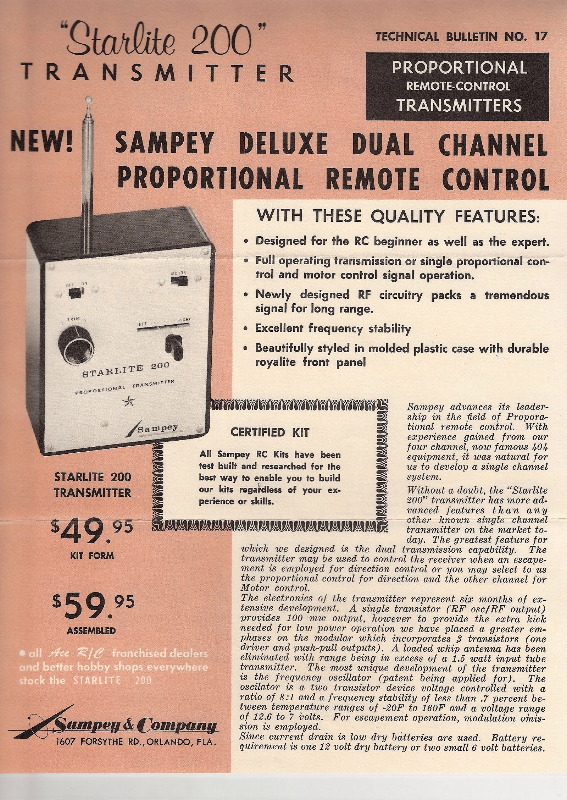 "Starlite 200"
TRANSMITTER
TECHNICAL BULLETIN NO. 17
PROPORTIONAL
REMOTE-CONTROL
TRANSMITTERS
NEW! SAMPEY DELUXE DUAL CHANNEL
PROPORTIONAL REMOTE CONTROL
WITH THESE QUALITY FEATURES:
• Designed for the RC beginner as well as the expert.
• Full operating transmission or single proportional con-
trol and motor control signal operation.
• Newly designed RF circuitry packs a tremendous
signal for long range.
• Excellent frequency stability
• Beautifully styled in molded plastic case with durable
royalite front panel
TRIM
STARLITE 200
PROPORTIONAL TRANSMITTER
Sampey
CERTIFIED KIT
All Sampey RC Kits have been
test built and researched for the
best way to enable you to build
our kits regardless of your ex-
perience or skills.
STARLITE 200
TRANSMITTER
$49.95
KIT FORM
$59.95
ASSEMBLED
• all Ace R/C franchised dealers
and better hobby shops everywhere
stock the STARLITE 200
Sampey & Company
1607 FORSYTHE RD., ORLANDO, FLA.
Sampey advances its leader-
ship in the field of Propora-
tional remote control. With
experience gained from our
four channel, now famous 404
equipment, it was natural for
us to develop a single channel
system.
Without a doubt, the "Starlite
200" transmitter has more ad-
vanced features than any
other known single channel
transmitter on the market to-
day. The greatest feature for
which we designed is the dual transmission capability. The
transmitter may be used to control the receiver when an escape-
ment is employed for direction control or you may select to as
the proportional control for direction and the other channel for
Motor control.
The electronics of the transmitter represent six months of ex-
tensive development. A single transistor (RF osc/RF output)
provides 100 mw output, however to provide the extra kick
needed for low power operation we have placed a greater em-
phases on the modular which incorporates 3 transistors (one
driver and push-pull outputs). A loaded whip antenna has been
eliminated with range being in excess of a 1.5 watt input tube
transmitter. The most unique development of the transmitter
is the frequency oscillator (patent being applied for). The
oscilator is a two transistor device voltage controlled with a
ratio of 8:1 and a frequency stability of less than .7 percent be-
tween temperature ranges of -20F to 160F and a voltage range
of 12.6 to 7 volts. For escapement operation, modulation omis-
sion is employed.
Since current drain is low dry batteries are used. Battery re-
quirement is one 12 volt dry battery or two small 6 volt batteries.